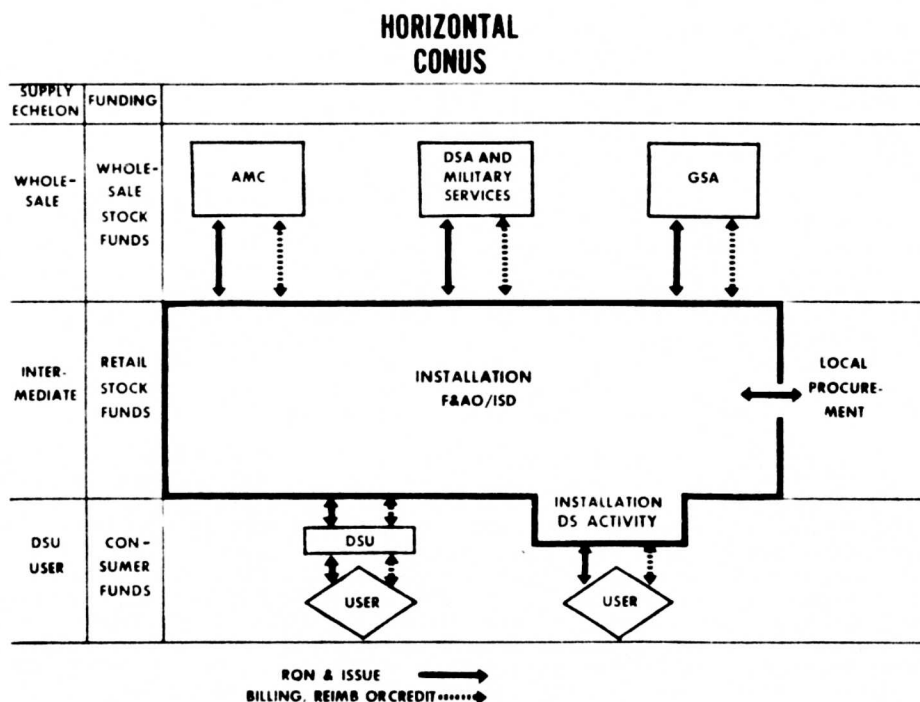 HORIZONTAL
CONUS
SUPPLY
ECHELON
FUNDING
WHOLE-
SALE
WHOLE-
SALE
STOCK
FUNDS
AMC
DSA AND
MILITARY
SERVICES
GSA
INTER-
MEDIATE
RETAIL
STOCK
FUNDS
INSTALLATION
F&AO/ISD
LOCAL
PROCURE-
MENT
DSU
USER
CON-
SUMER
FUNDS
DSU
USER
INSTALLATION
DS ACTIVITY
USER
RON & ISSUE
BILLING, REIMB OR CREDIT